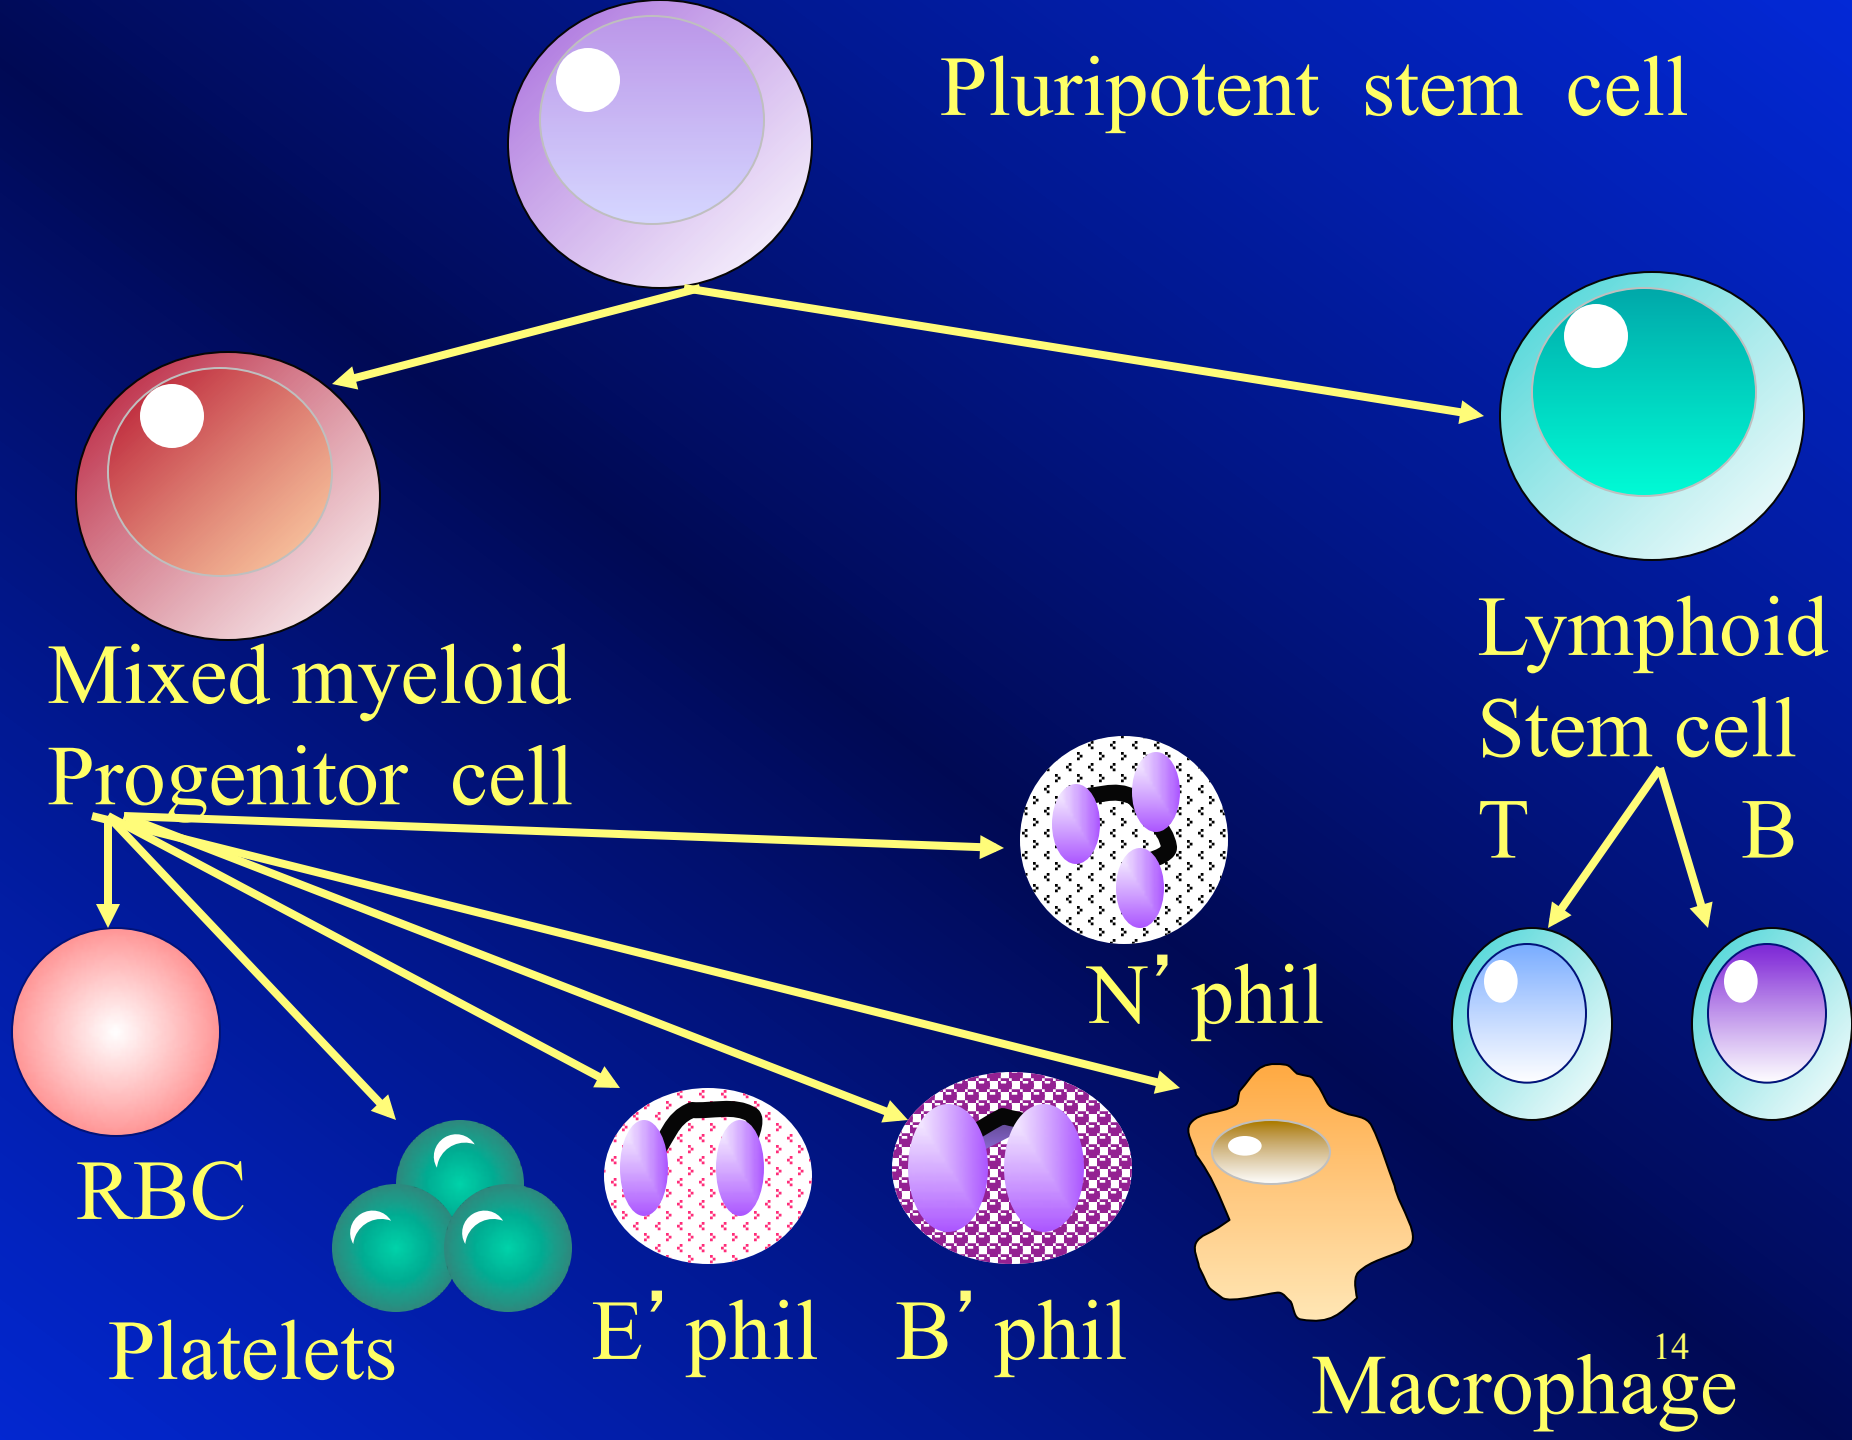 Pluripotent stem cell
Mixed myeloid
Progenitor cell
Lymphoid
Stem cell
T B
N’ phil
RBC
Platelets
E’ phil
B’ phil
Macrophage
14